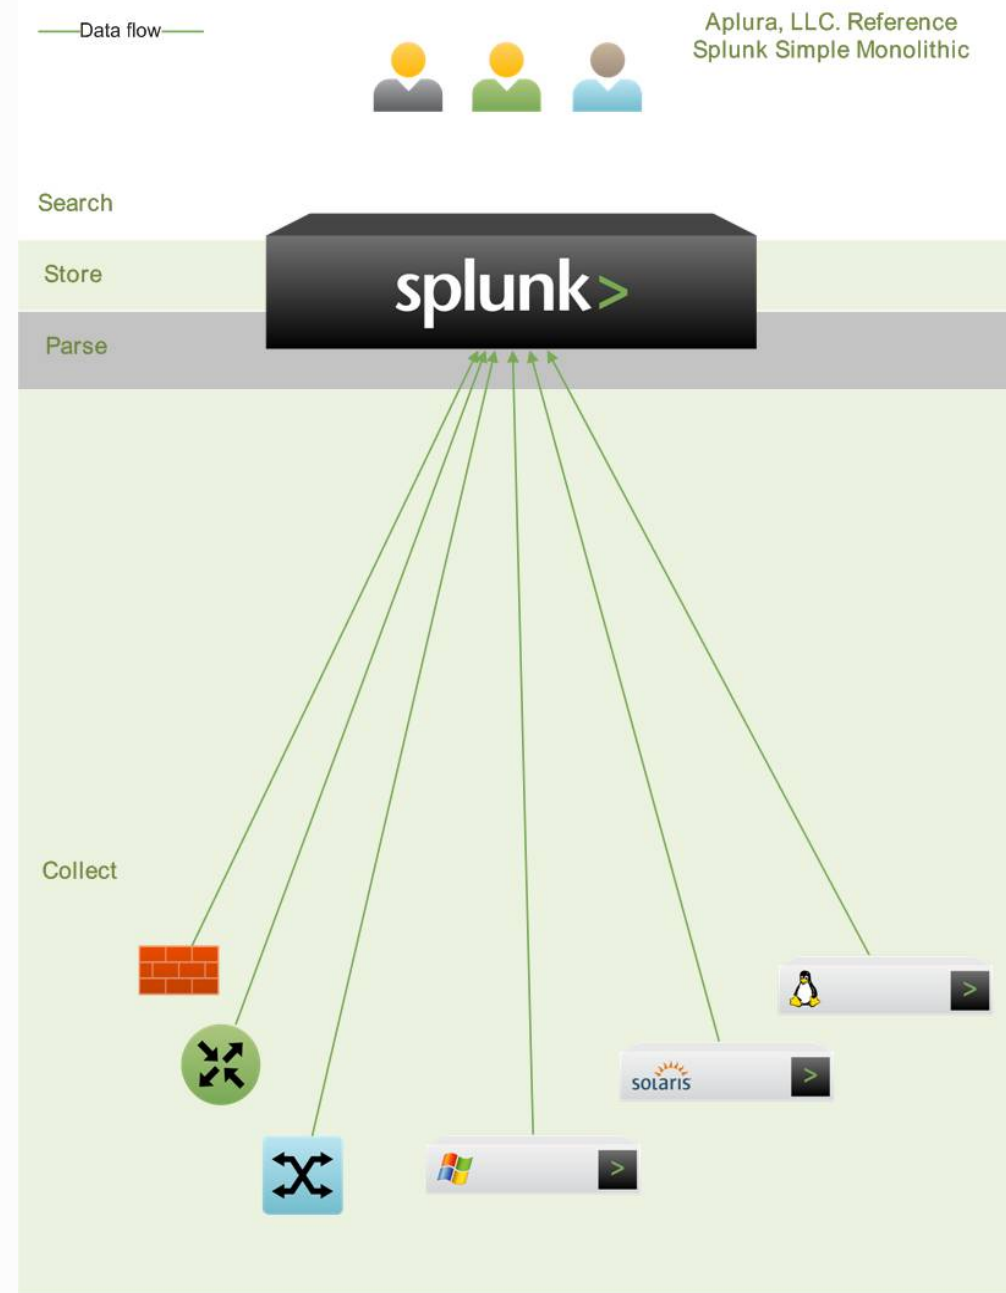 Data flow
Aplura, LLC. Reference
Splunk Simple Monolithic
Search
Store
splunk>
Parse
Collect
>
solaris
>
>